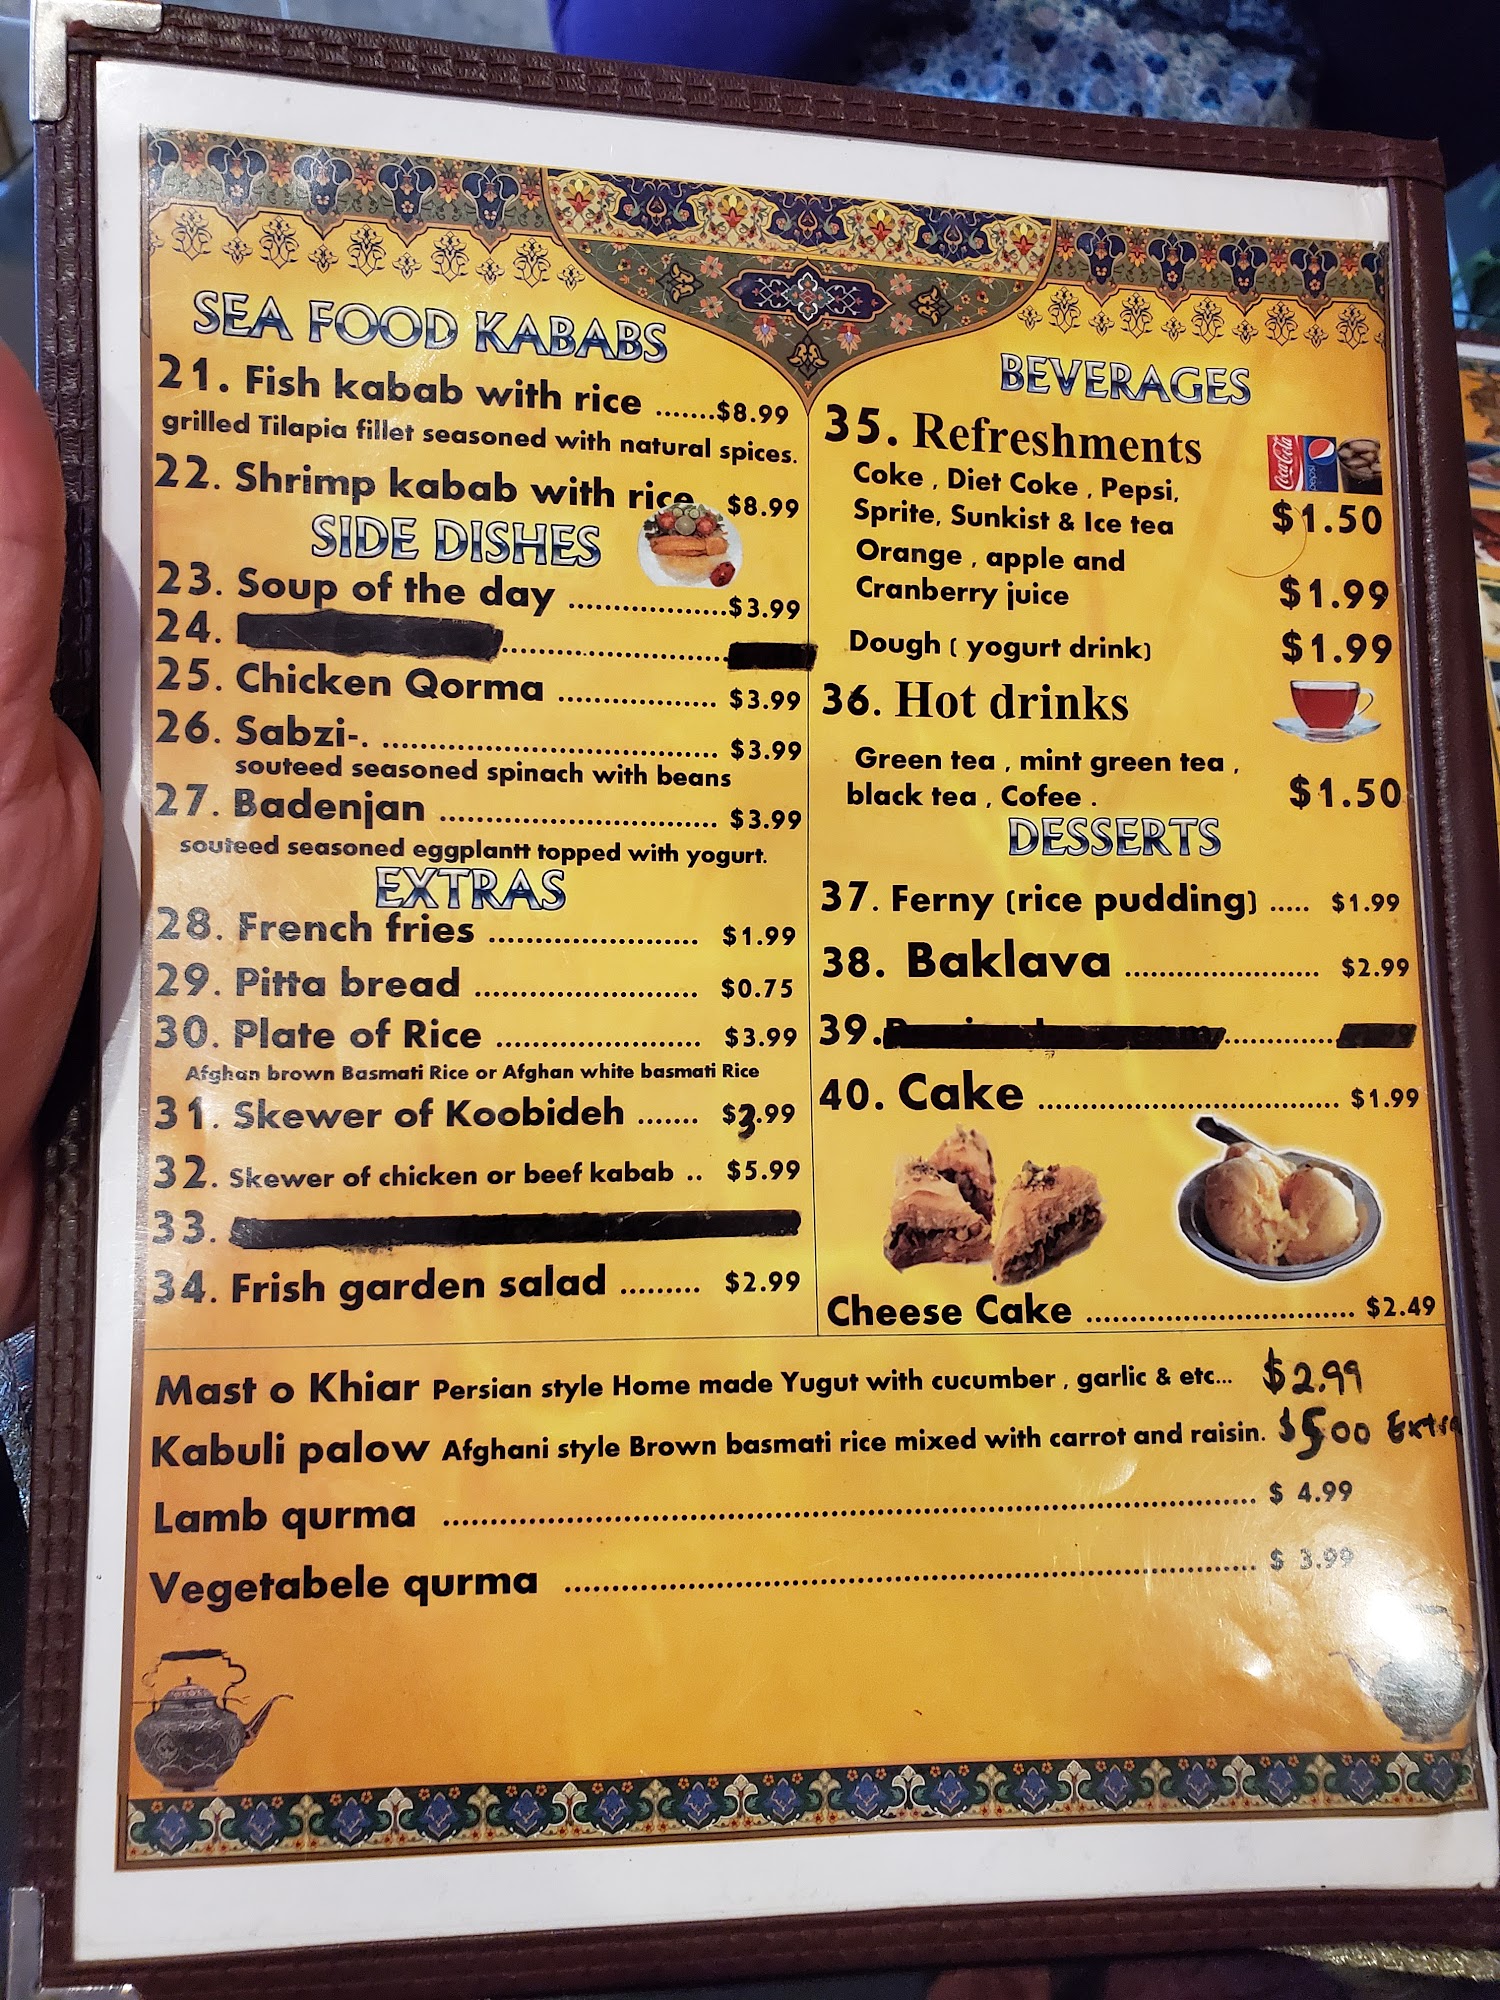 SEA FOOD KABABS
21. Fish kabab with rice .......$8.99
grilled Tilapia fillet seasoned with natural spices.
22. Shrimp kabab with rice $8.99
SIDE DISHES
23. Soup of the day .................$3.99
24. ........................
25. Chicken Qorma ................. $3.99
26. Sabzi-. ................................... $3.99
souteed seasoned spinach with beans
27. Badenjan ............................. $3.99
souteed seasoned eggplantt topped with yogurt.
EXTRAS
28. French fries ...................... $1.99
29. Pitta bread ........................ $0.75
30. Plate of Rice ...................... $3.99
Afghan brown Basmati Rice or Afghan white basmati Rice
31. Skewer of Koobideh ....... $3.99
32. Skewer of chicken or beef kabab .. $5.99
33.
34. Frish garden salad ......... $2.99
BEVERAGES
35. Refreshments
Coca-Cola pepsi
Coke , Diet Coke , Pepsi,
Sprite, Sunkist & Ice tea $1.50
Orange , apple and
Cranberry juice $1.99
Dough ( yogurt drink) $1.99
36. Hot drinks
Green tea , mint green tea ,
black tea , Cofee . $1.50
DESSERTS
37. Ferny (rice pudding) ..... $1.99
38. Baklava ...................... $2.99
39. .............
40. Cake .................................. $1.99
Cheese Cake .............................. $2.49
Mast o Khiar Persian style Home made Yugut with cucumber , garlic & etc... $2.99
Kabuli palow Afghani style Brown basmati rice mixed with carrot and raisin. $5.00 Extra
Lamb qurma .................................................................. $ 4.99
Vegetabele qurma ........................................................ $ 3.99